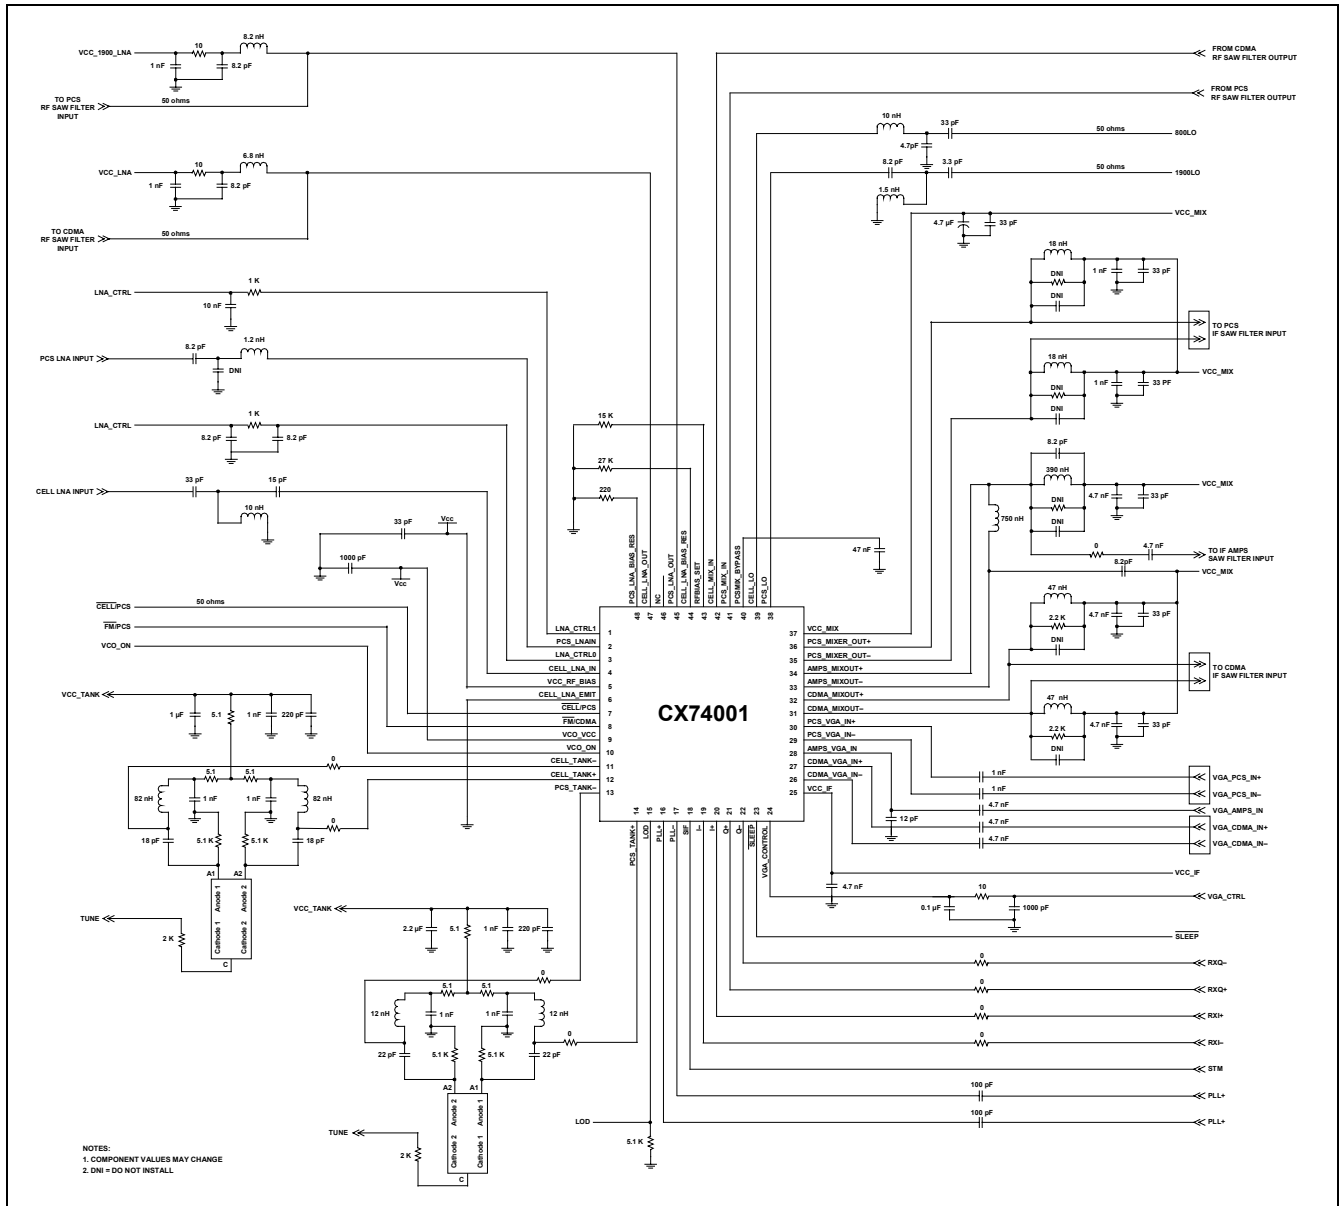 VCC_1900_LNA
10
8.2 nH
1 nF
8.2 pF
TO PCS
RF SAW FILTER
INPUT
50 ohms
VCC_LNA
10
6.8 nH
1 nF
8.2 pF
TO CDMA
RF SAW FILTER
INPUT
50 ohms
LNA_CTRL
1 K
10 nF
PCS LNA INPUT
8.2 pF
1.2 nH
DNI
LNA_CTRL
1 K
8.2 pF
8.2 pF
CELL LNA INPUT
33 pF
15 pF
10 nH
33 pF
Vcc
1000 pF
Vcc
15 K
27 K
220
FROM CDMA
RF SAW FILTER OUTPUT
FROM PCS
RF SAW FILTER OUTPUT
10 nH
33 pF
50 ohms
800LO
4.7pF
8.2 pF
3.3 pF
50 ohms
1900LO
1.5 nH
VCC_MIX
4.7 µF
33 pF
18 nH
DNI
1 nF
33 pF
DNI
TO PCS
IF SAW FILTER INPUT
18 nH
VCC_MIX
DNI
1 nF
33 PF
DNI
8.2 pF
390 nH
VCC_MIX
DNI
4.7 nF
33 pF
750 nH
DNI
0
4.7 nF
TO IF AMPS
SAW FILTER INPUT
8.2pF
VCC_MIX
47 nH
4.7 nF
33 pF
2.2 K
DNI
TO CDMA
IF SAW FILTER INPUT
47 nH
4.7 nF
33 pF
2.2 K
DNI
47 nF
PCS_LNA_BIAS_RES
CELL_LNA_OUT
NC
PCS_LNA_OUT
CELL_LNA_BIAS_RES
RFBIAS_SET
CELL_MIX_IN
PCS_MIX_IN
PCSMIX_BYPASS
CELL_LO
PCS_LO
48
47
46
45
44
43
42
41
40
39
38
CELL/PCS
50 ohms
FM/PCS
VCO_ON
LNA_CTRL1
1
PCS_LNAIN
2
LNA_CTRL0
3
CELL_LNA_IN
4
VCC_RF_BIAS
5
CELL_LNA_EMIT
6
CELL/PCS
7
FM/CDMA
8
VCO_VCC
9
VCO_ON
10
CELL_TANK–
11
CELL_TANK+
12
PCS_TANK–
13
CX74001
37
VCC_MIX
36
PCS_MIXER_OUT+
35
PCS_MIXER_OUT–
34
AMPS_MIXOUT+
33
AMPS_MIXOUT–
32
CDMA_MIXOUT+
31
CDMA_MIXOUT–
30
PCS_VGA_IN+
29
PCS_VGA_IN–
28
AMPS_VGA_IN
27
CDMA_VGA_IN+
26
CDMA_VGA_IN–
25
VCC_IF
14
15
16
17
18
19
20
21
22
23
24
PCS_TANK+
LOD
PLL+
PLL–
SIF
I–
I+
Q+
Q–
SLEEP
VGA_CONTROL
VCC_TANK
1 µF
5.1
1 nF
220 pF
0
5.1
5.1
82 nH
1 nF
1 nF
82 nH
0
18 pF
5.1 K
5.1 K
18 pF
A1
A2
Anode 1
Anode 2
Cathode 1
Cathode 2
C
TUNE
2 K
VCC_TANK
2.2 µF
5.1
1 nF
220 pF
0
5.1
5.1
12 nH
1 nF
1 nF
12 nH
0
22 pF
5.1 K
5.1 K
22 pF
A2
A1
Anode 2
Anode 1
Cathode 2
Cathode 1
C
TUNE
2 K
LOD
5.1 K
1 nF
VGA_PCS_IN+
1 nF
VGA_PCS_IN–
4.7 nF
VGA_AMPS_IN
12 pF
4.7 nF
VGA_CDMA_IN+
4.7 nF
VGA_CDMA_IN–
VCC_IF
4.7 nF
10
VGA_CTRL
0.1 µF
1000 pF
SLEEP
0
RXQ–
0
RXQ+
0
RXI+
0
RXI–
STM
100 pF
PLL+
100 pF
PLL+
NOTES:
1. COMPONENT VALUES MAY CHANGE
2. DNI = DO NOT INSTALL